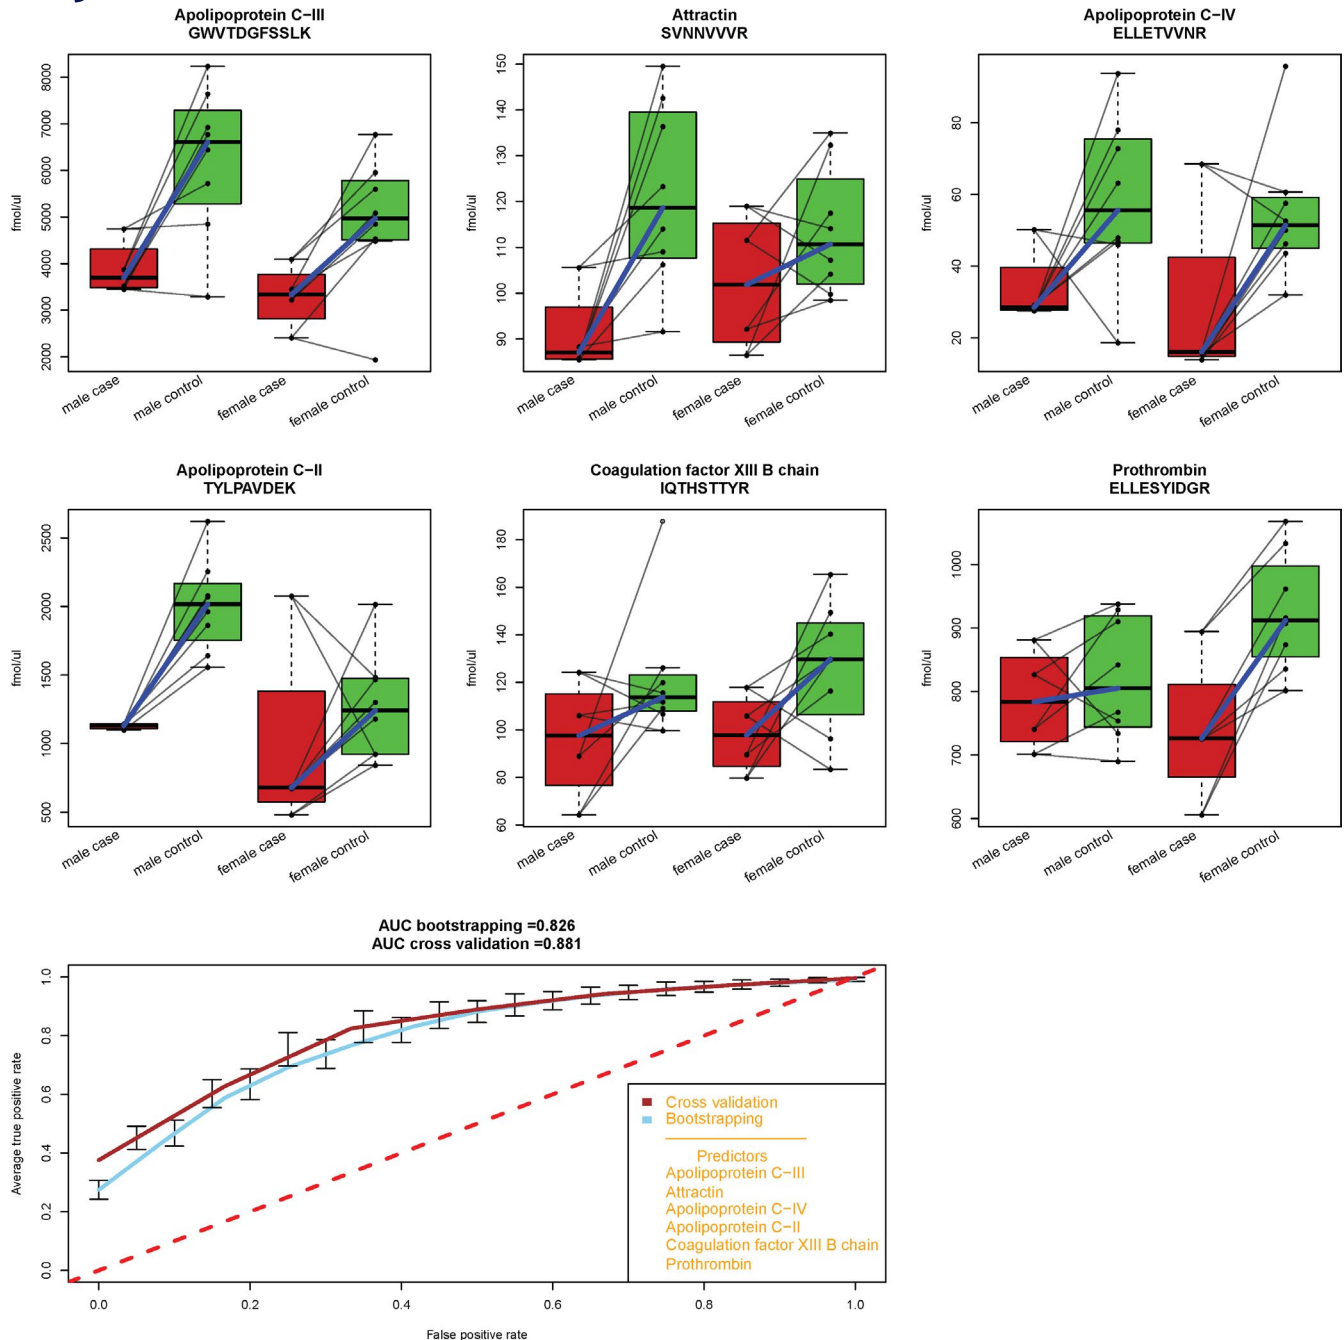 Apolipoprotein C−III
GWVTDGFSSLK
fmol/ul
8000
7000
6000
5000
4000
3000
2000
male case
male control
female case
female control
Attractin
SVNNVVVR
fmol/ul
150
140
130
120
110
100
90
male case
male control
female case
female control
Apolipoprotein C−IV
ELLETVVNR
fmol/ul
80
60
40
20
male case
male control
female case
female control
Apolipoprotein C−II
TYLPAVDEK
fmol/ul
2500
2000
1500
1000
500
male case
male control
female case
female control
Coagulation factor XIII B chain
IQTHSTTYR
fmol/ul
180
160
140
120
100
80
60
male case
male control
female case
female control
Prothrombin
ELLESYIDGR
fmol/ul
1000
900
800
700
600
male case
male control
female case
female control
AUC bootstrapping =0.826
AUC cross validation =0.881
Average true positive rate
1.0
0.8
0.6
0.4
0.2
0.0
Cross validation
Bootstrapping
Predictors
Apolipoprotein C−III
Attractin
Apolipoprotein C−IV
Apolipoprotein C−II
Coagulation factor XIII B chain
Prothrombin
0.0 0.2 0.4 0.6 0.8 1.0
False positive rate